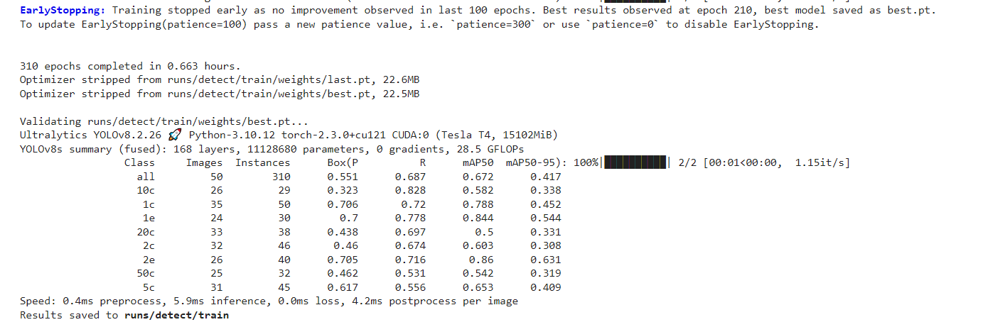 EarlyStopping: Training stopped early as no improvement observed in last 100 epochs. Best results observed at epoch 210, best model saved as best.pt.
To update EarlyStopping(patience=100) pass a new patience value, i.e. `patience=300` or use `patience=0` to disable EarlyStopping.
310 epochs completed in 0.663 hours.
Optimizer stripped from runs/detect/train/weights/last.pt, 22.6MB
Optimizer stripped from runs/detect/train/weights/best.pt, 22.5MB
Validating runs/detect/train/weights/best.pt...
Ultralytics YOLOv8.2.26 🚀 Python-3.10.12 torch-2.3.0+cu121 CUDA:0 (Tesla T4, 15102MiB)
YOLOv8s summary (fused): 168 layers, 11128680 parameters, 0 gradients, 28.5 GFLOPs
Class Images Instances Box(P R mAP50 mAP50-95): 100%|██████████| 2/2 [00:01<00:00, 1.15it/s]
all 50 310 0.551 0.687 0.672 0.417
10c 26 29 0.323 0.828 0.582 0.338
1c 35 50 0.706 0.72 0.788 0.452
1e 24 30 0.7 0.778 0.844 0.544
20c 33 38 0.438 0.697 0.5 0.331
2c 32 46 0.46 0.674 0.603 0.308
2e 26 40 0.705 0.716 0.86 0.631
50c 25 32 0.462 0.531 0.542 0.319
5c 31 45 0.617 0.556 0.653 0.409
Speed: 0.4ms preprocess, 5.9ms inference, 0.0ms loss, 4.2ms postprocess per image
Results saved to runs/detect/train